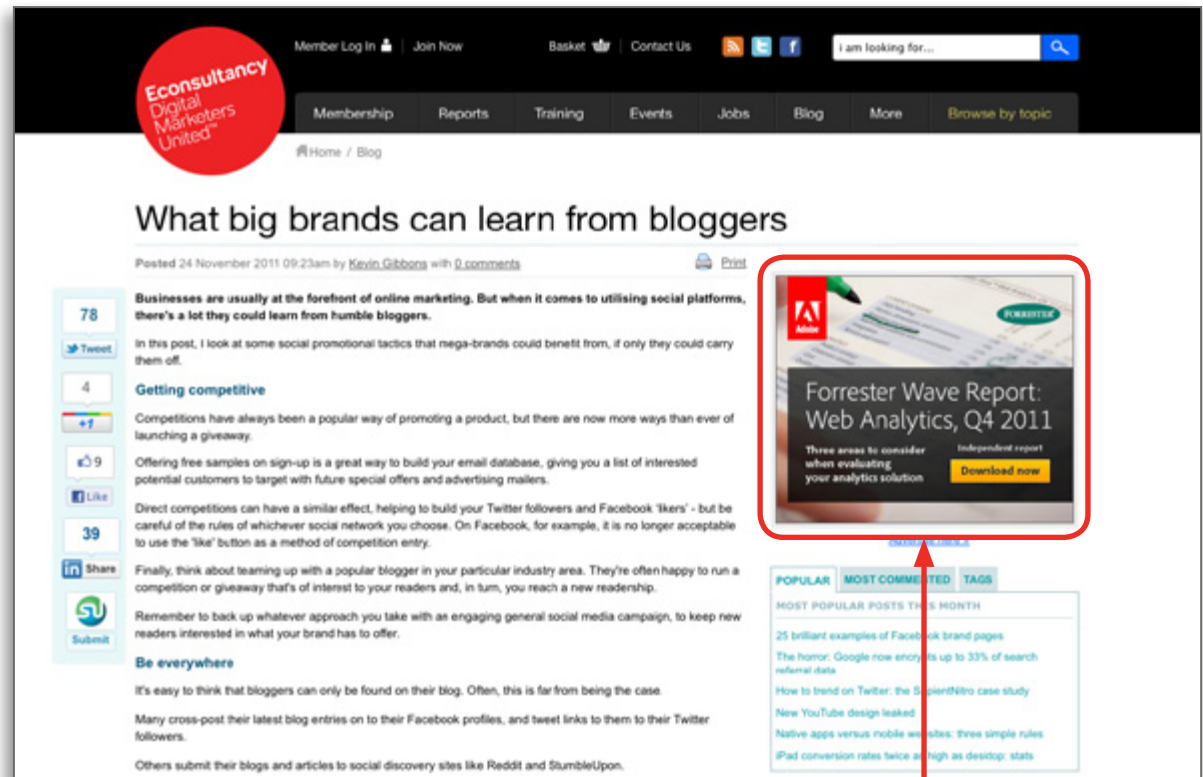 Member Log In
Join Now
Basket
Contact Us
i am looking for...
Econsultancy
Digital
Marketers
United™
Membership
Reports
Training
Events
Jobs
Blog
More
Browse by topic
Home / Blog
What big brands can learn from bloggers
Posted 24 November 2011 09:23am by Kevin Gibbons with 0 comments
Print
78
Tweet
4
+1
9
Like
39
in Share
Submit
Businesses are usually at the forefront of online marketing. But when it comes to utilising social platforms,
there's a lot they could learn from humble bloggers.
In this post, I look at some social promotional tactics that mega-brands could benefit from, if only they could carry
them off.
Getting competitive
Competitions have always been a popular way of promoting a product, but there are now more ways than ever of
launching a giveaway.
Offering free samples on sign-up is a great way to build your email database, giving you a list of interested
potential customers to target with future special offers and advertising mailers.
Direct competitions can have a similar effect, helping to build your Twitter followers and Facebook 'likers' - but be
careful of the rules of whichever social network you choose. On Facebook, for example, it is no longer acceptable
to use the 'like' button as a method of competition entry.
Finally, think about teaming up with a popular blogger in your particular industry area. They're often happy to run a
competition or giveaway that's of interest to your readers and, in turn, you reach a new readership.
Remember to back up whatever approach you take with an engaging general social media campaign, to keep new
readers interested in what your brand has to offer.
Be everywhere
It's easy to think that bloggers can only be found on their blog. Often, this is far from being the case.
Many cross-post their latest blog entries on to their Facebook profiles, and tweet links to them to their Twitter
followers.
Others submit their blogs and articles to social discovery sites like Reddit and StumbleUpon.
Adobe
FORRESTER
Forrester Wave Report:
Web Analytics, Q4 2011
Three areas to consider
when evaluating
your analytics solution
Independent report
Download now
POPULAR
MOST COMMENTED
TAGS
MOST POPULAR POSTS THIS MONTH
25 brilliant examples of Facebook brand pages
The horror: Google now encrypts up to 33% of search
referral data
How to trend on Twitter: the SapientNitro case study
New YouTube design leaked
Native apps versus mobile websites: three simple rules
iPad conversion rates twice as high as desktop: stats